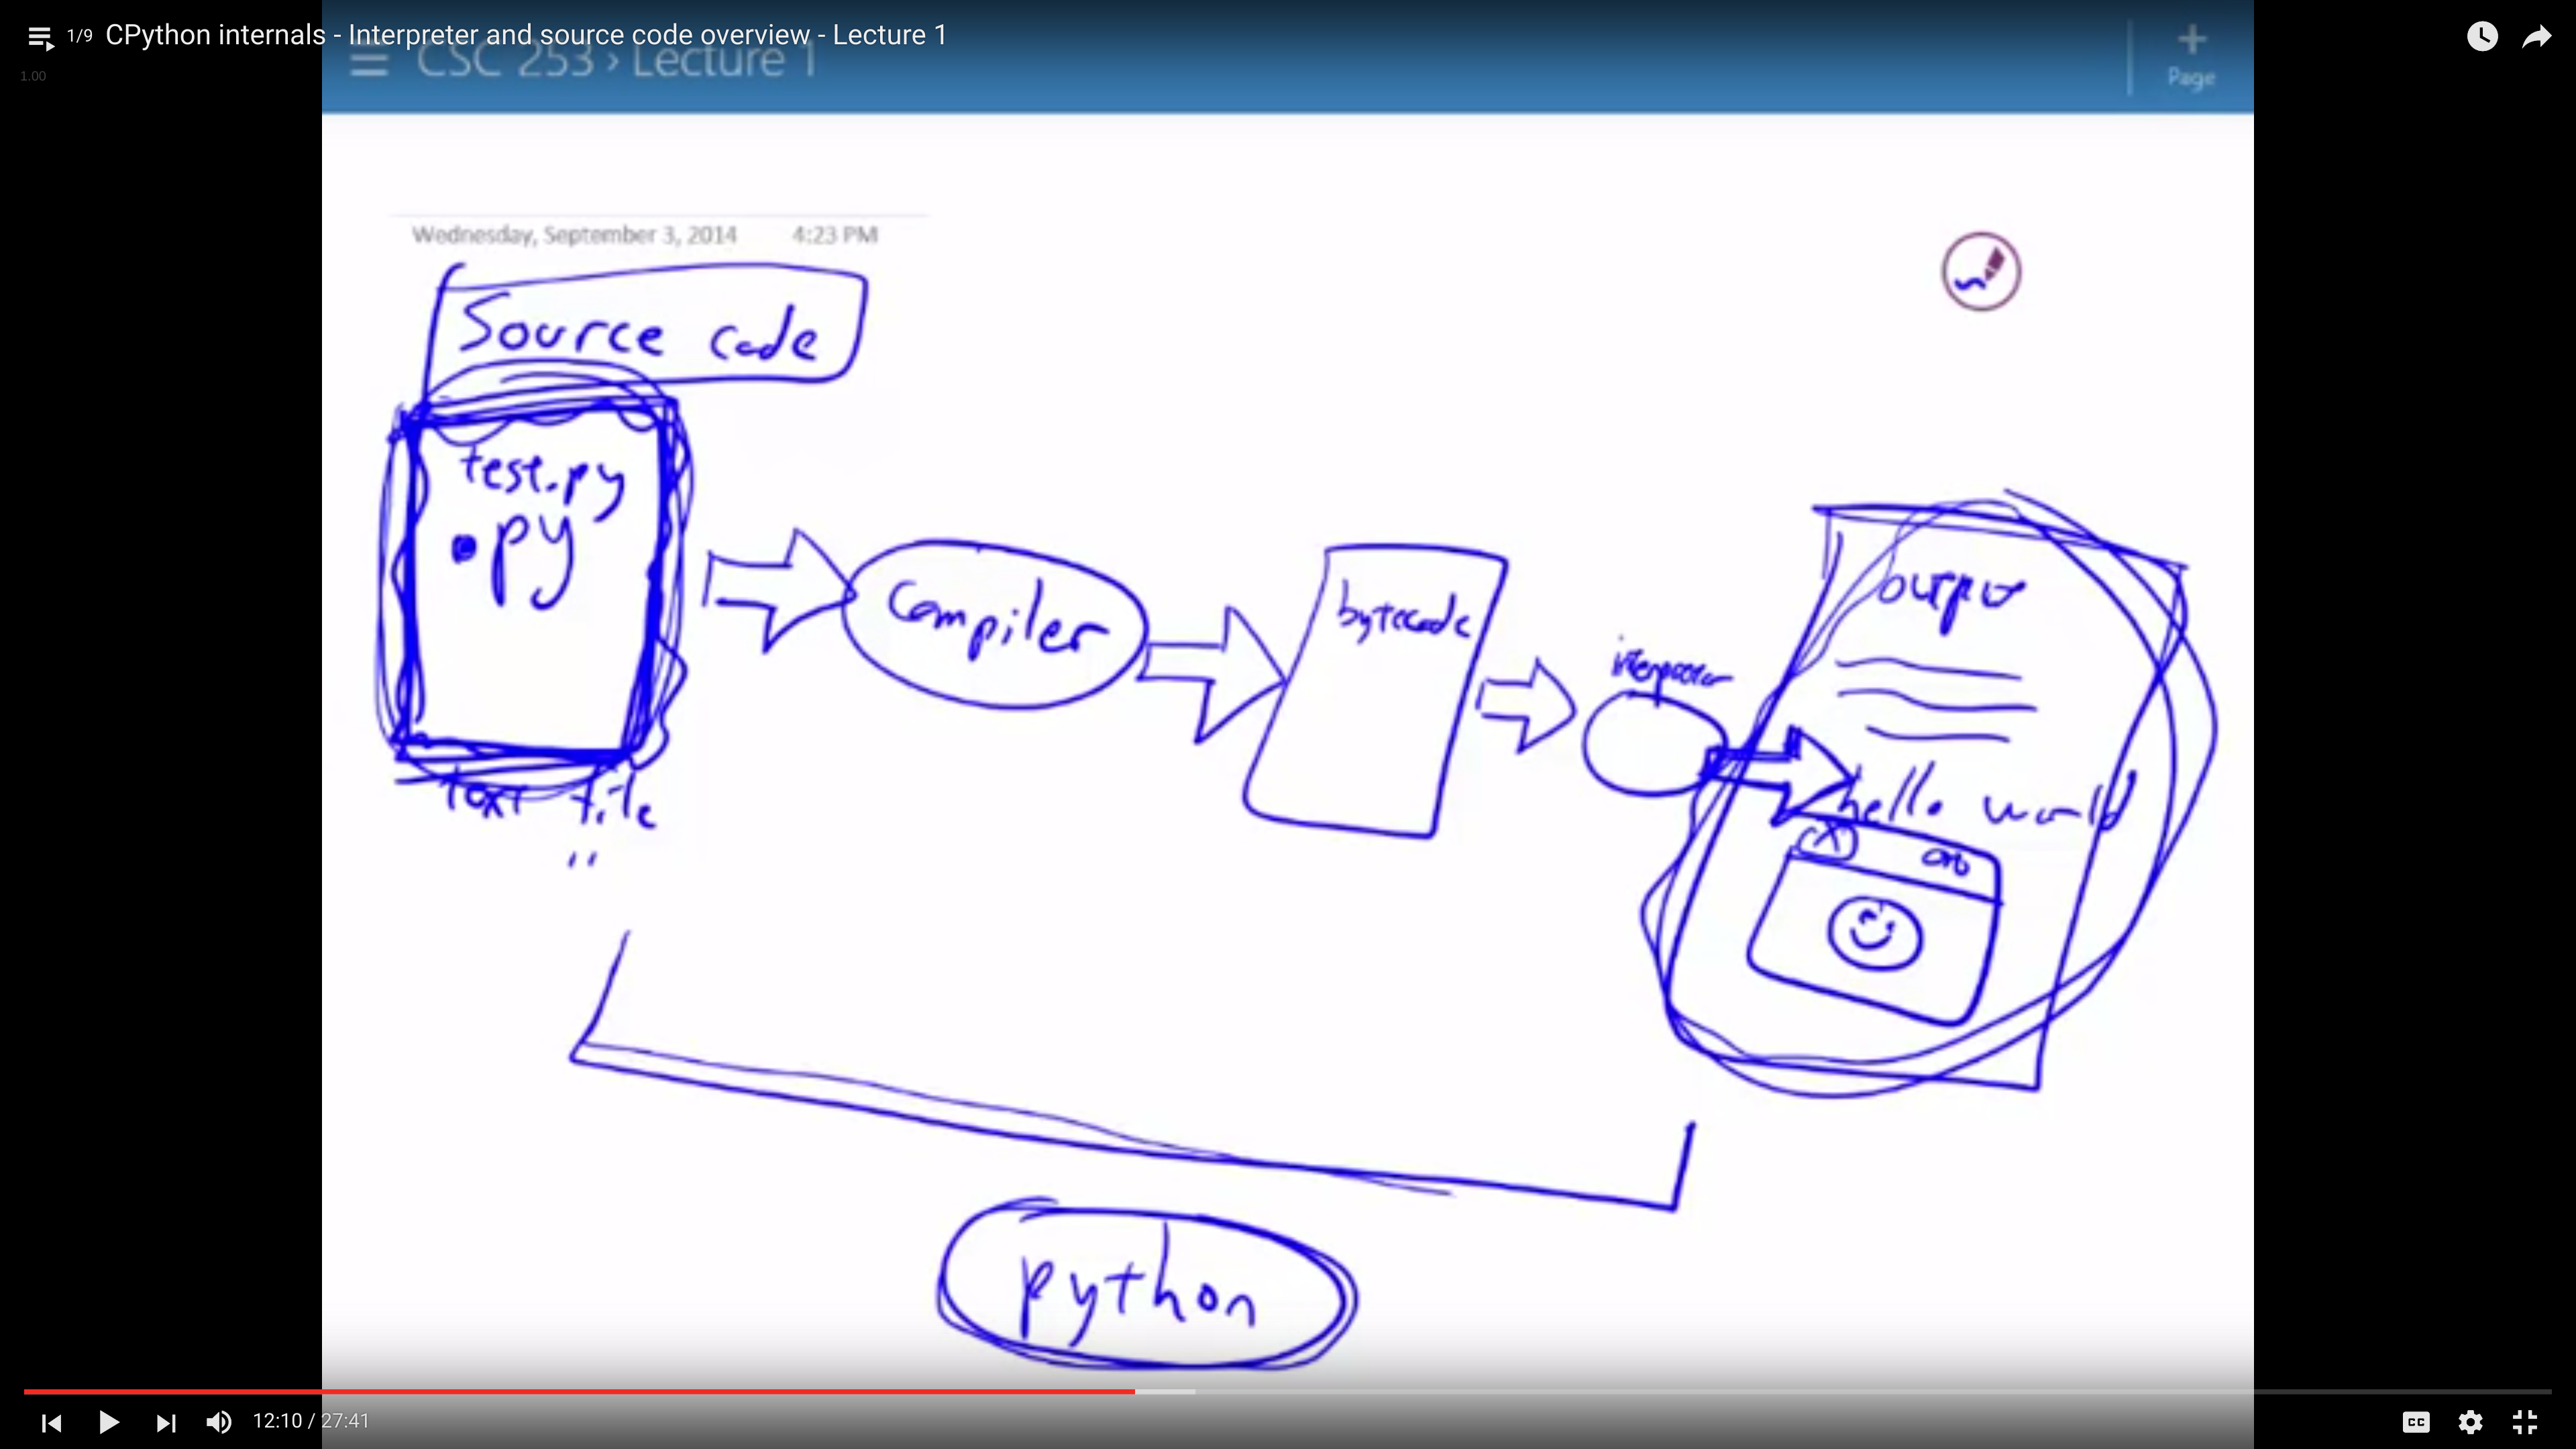 1/9 CPython internals - Interpreter and source code overview - Lecture 1
1.00
CSC 253 › Lecture 1
Page
Wednesday, September 3, 2014 4:23 PM
Source code
test.py
.py
text file
Compiler
bytecode
interpreter
output
hello world
python
12:10 / 27:41
CC